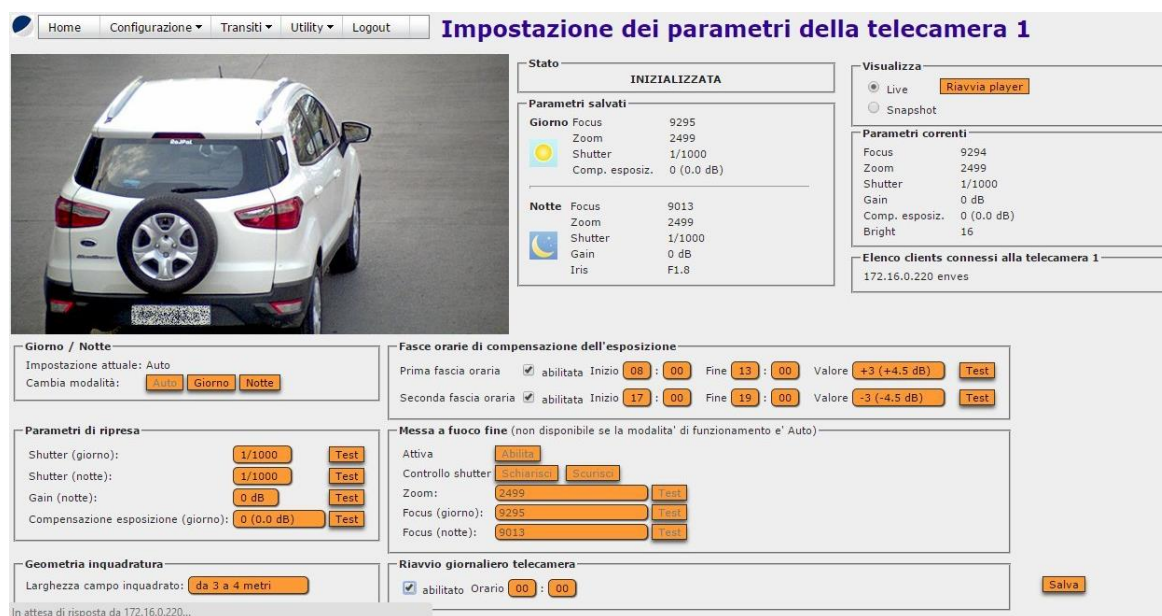 Home Configurazione Transiti Utility Logout
Impostazione dei parametri della telecamera 1
RajPal
Stato
INIZIALIZZATA
Parametri salvati
Giorno Focus 9295
Zoom 2499
Shutter 1/1000
Comp. esposiz. 0 (0.0 dB)
Notte Focus 9013
Zoom 2499
Shutter 1/1000
Gain 0 dB
Iris F1.8
Visualizza
Live Riavvia player
Snapshot
Parametri correnti
Focus 9294
Zoom 2499
Shutter 1/1000
Gain 0 dB
Comp. esposiz. 0 (0.0 dB)
Bright 16
Elenco clients connessi alla telecamera 1
172.16.0.220 enves
Giorno / Notte
Impostazione attuale: Auto
Cambia modalità: Auto Giorno Notte
Fasce orarie di compensazione dell'esposizione
Prima fascia oraria abilitata Inizio 08 : 00 Fine 13 : 00 Valore +3 (+4.5 dB) Test
Seconda fascia oraria abilitata Inizio 17 : 00 Fine 19 : 00 Valore -3 (-4.5 dB) Test
Parametri di ripresa
Shutter (giorno): 1/1000 Test
Shutter (notte): 1/1000 Test
Gain (notte): 0 dB Test
Compensazione esposizione (giorno): 0 (0.0 dB) Test
Messa a fuoco fine (non disponibile se la modalita' di funzionamento e' Auto)
Attiva Abilita
Controllo shutter Schiarisci Scurisci
Zoom: 2499 Test
Focus (giorno): 9295 Test
Focus (notte): 9013 Test
Geometria inquadratura
Larghezza campo inquadrato: da 3 a 4 metri
Riavvio giornaliero telecamera
abilitato Orario 00 : 00
Salva
In attesa di risposta da 172.16.0.220...